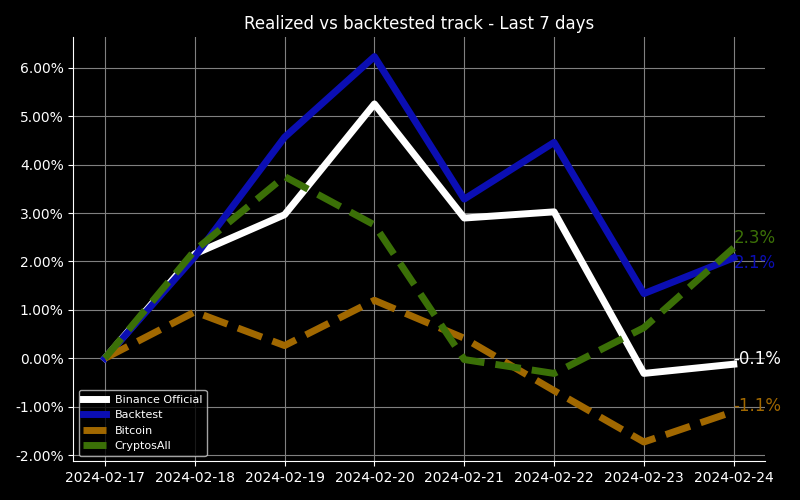 Realized vs backtested track - Last 7 days
6.00%
5.00%
4.00%
3.00%
2.00%
1.00%
0.00%
-1.00%
-2.00%
2.3%
2.1%
-0.1%
-1.1%
Binance Official
Backtest
Bitcoin
CryptosAll
2024-02-17 2024-02-18 2024-02-19 2024-02-20 2024-02-21 2024-02-22 2024-02-23 2024-02-24